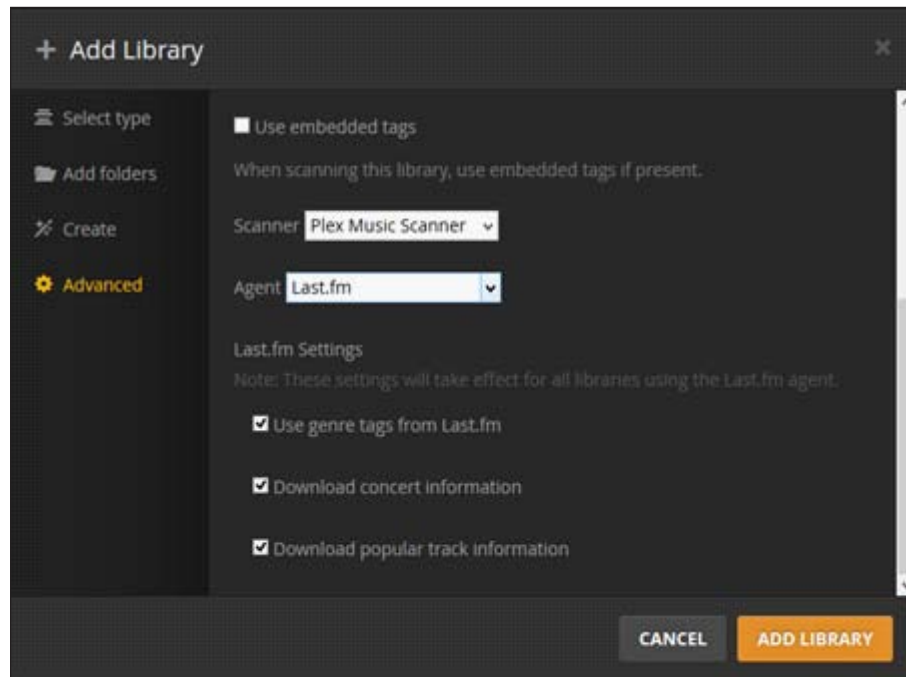 + Add Library
×
Select type
Add folders
Create
Advanced
Use embedded tags
When scanning this library, use embedded tags if present.
Scanner Plex Music Scanner
Agent Last.fm
Last.fm Settings
Note: These settings will take effect for all libraries using the Last.fm agent.
Use genre tags from Last.fm
Download concert information
Download popular track information
CANCEL
ADD LIBRARY